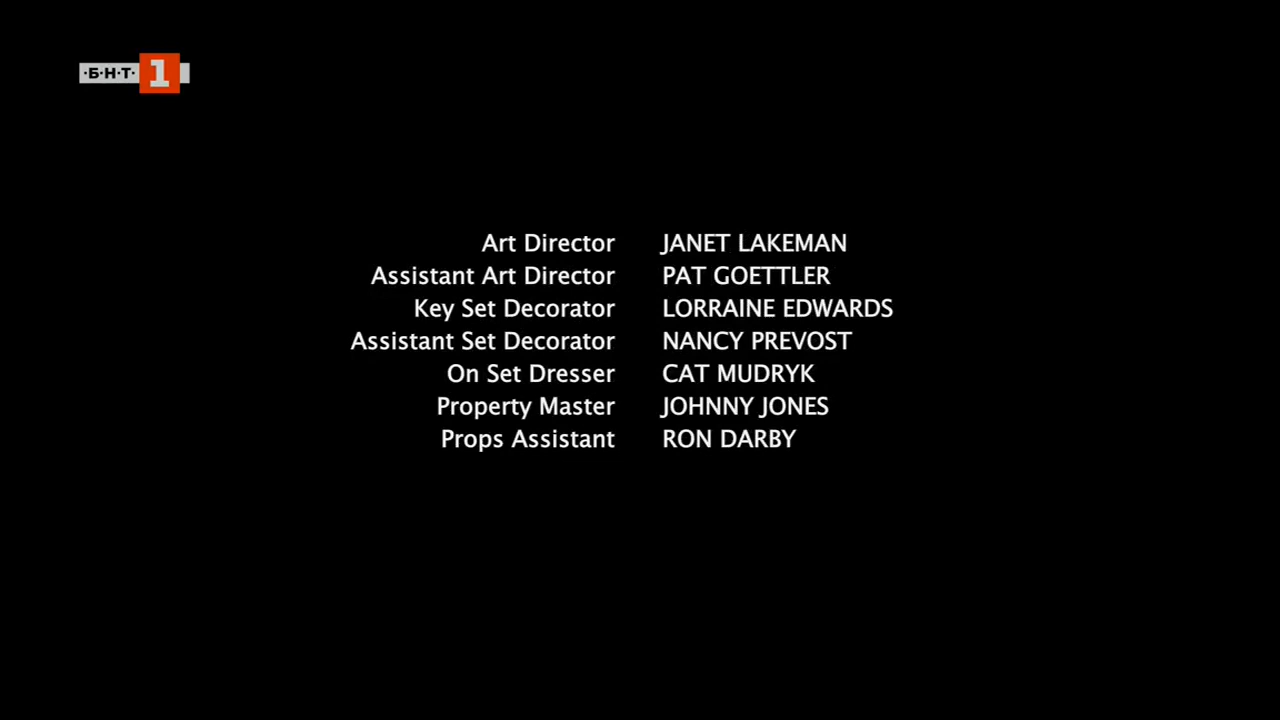 ·Б·Н·Т· 1
Art Director JANET LAKEMAN
Assistant Art Director PAT GOETTLER
Key Set Decorator LORRAINE EDWARDS
Assistant Set Decorator NANCY PREVOST
On Set Dresser CAT MUDRYK
Property Master JOHNNY JONES
Props Assistant RON DARBY